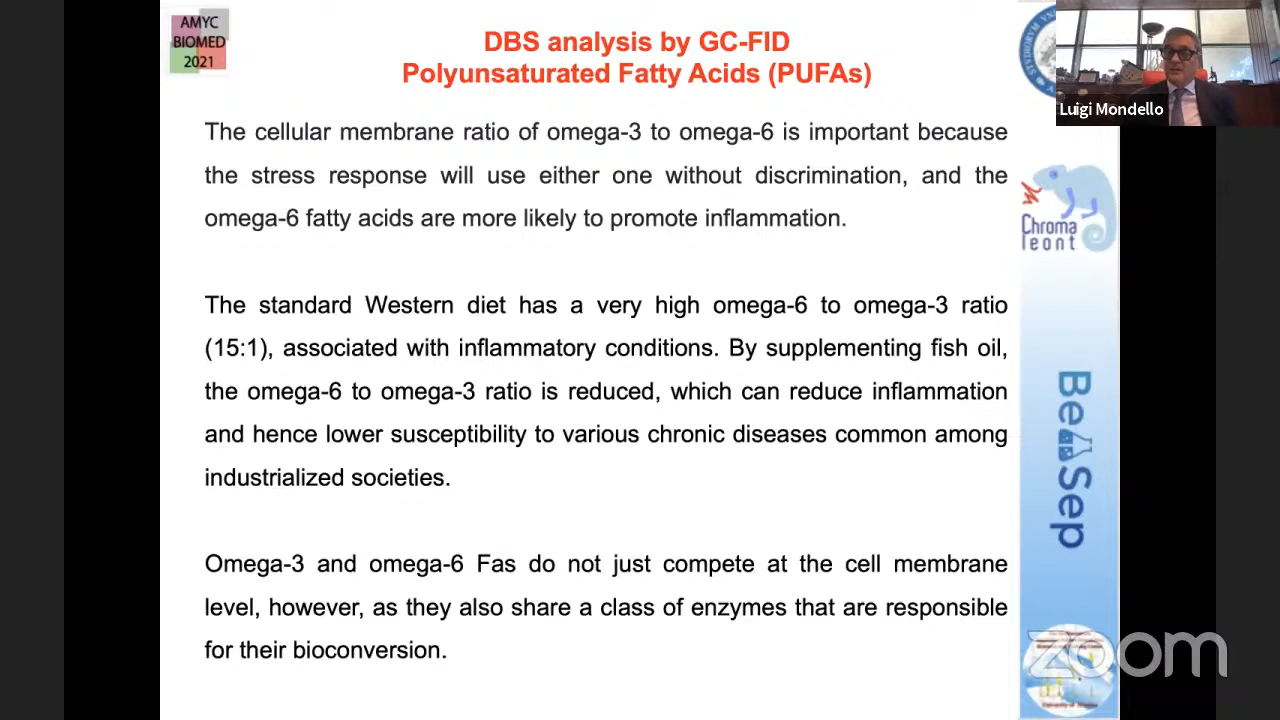 AMYC
BIOMED
2021
DBS analysis by GC-FID
Polyunsaturated Fatty Acids (PUFAs)
Luigi Mondello
The cellular membrane ratio of omega-3 to omega-6 is important because
the stress response will use either one without discrimination, and the
omega-6 fatty acids are more likely to promote inflammation.
The standard Western diet has a very high omega-6 to omega-3 ratio
(15:1), associated with inflammatory conditions. By supplementing fish oil,
the omega-6 to omega-3 ratio is reduced, which can reduce inflammation
and hence lower susceptibility to various chronic diseases common among
industrialized societies.
Omega-3 and omega-6 Fas do not just compete at the cell membrane
level, however, as they also share a class of enzymes that are responsible
for their bioconversion.
Chroma
leont
BeSep
zoom